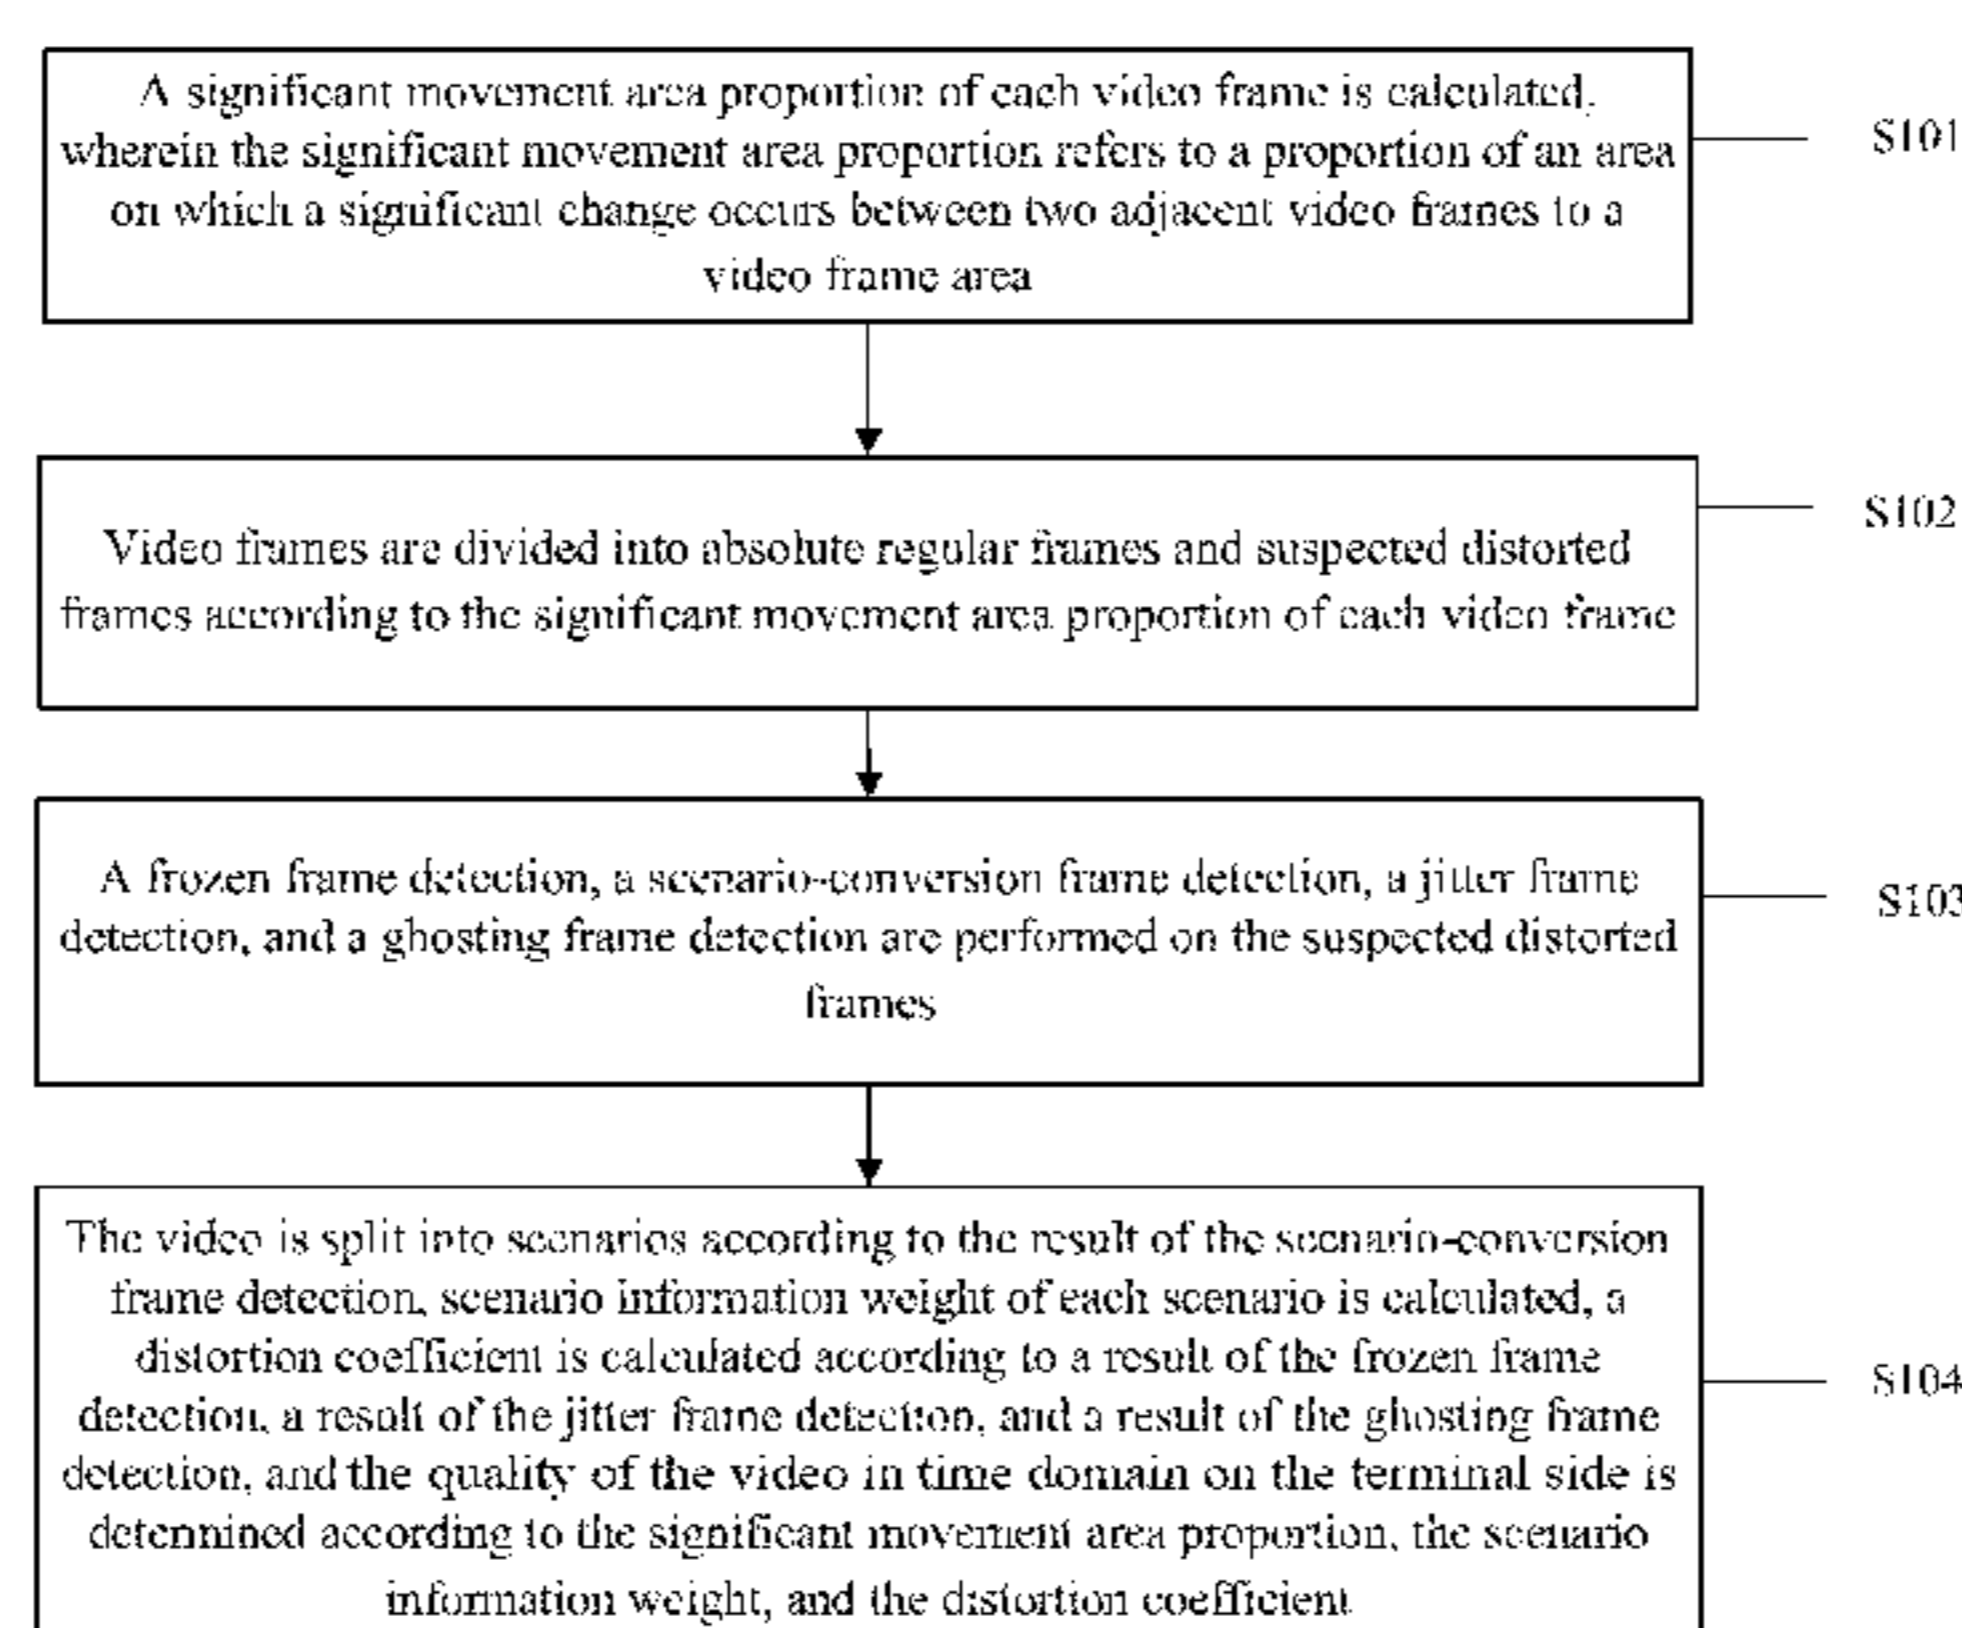 A significant movement area proportion of each video frame is calculated,
wherein the significant movement area proportion refers to a proportion of an area
on which a significant change occurs between two adjacent video frames to a
video frame area
S101
Video frames are divided into absolute regular frames and suspected distorted
frames according to the significant movement area proportion of each video frame
S102
A frozen frame detection, a scenario-conversion frame detection, a jitter frame
detection, and a ghosting frame detection are performed on the suspected distorted
frames
S103
The video is split into scenarios according to the result of the scenario-conversion
frame detection, scenario information weight of each scenario is calculated, a
distortion coefficient is calculated according to a result of the frozen frame
detection, a result of the jitter frame detection, and a result of the ghosting frame
detection, and the quality of the video in time domain on the terminal side is
determined according to the significant movement area proportion, the scenario
information weight, and the distortion coefficient
S104